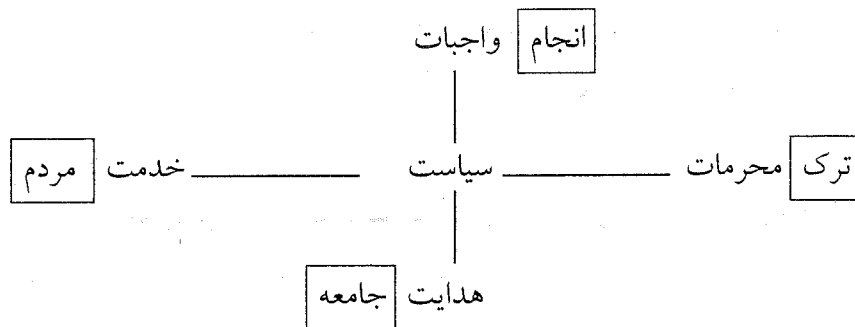 انجام واجبات
ترک محرمات سیاست خدمت مردم
هدایت جامعه